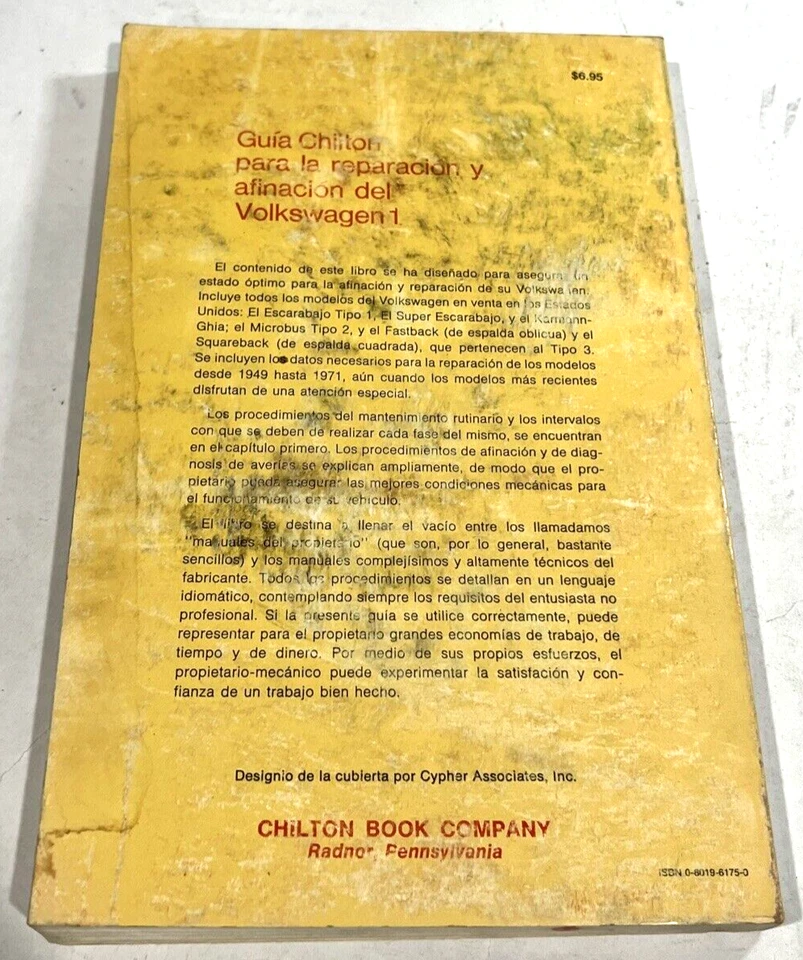 $6.95
Guía Chilton
para la reparación y
afinación del
Volkswagen 1
El contenido de este libro se ha diseñado para asegurar un
estado óptimo para la afinación y reparación de su Volkswagen.
Incluye todos los modelos del Volkswagen en venta en los Estados
Unidos: El Escarabajo Tipo 1, El Super Escarabajo, y el Karmann-
Ghia; el Microbus Tipo 2, y el Fastback (de espalda oblicua) y el
Squareback (de espalda cuadrada), que pertenecen al Tipo 3.
Se incluyen los datos necesarios para la reparación de los modelos
desde 1949 hasta 1971, aún cuando los modelos más recientes
disfrutan de una atención especial.
Los procedimientos del mantenimiento rutinario y los intervalos
con que se deben de realizar cada fase del mismo, se encuentran
en el capítulo primero. Los procedimientos de afinación y de diag-
nosis de averías se explican ampliamente, de modo que el pro-
pietario pueda asegurar las mejores condiciones mecánicas para
el funcionamiento de su vehículo.
El libro se destina a llenar el vacío entre los llamadamos
"manuales del propietario" (que son, por lo general, bastante
sencillos) y los manuales complejísimos y altamente técnicos del
fabricante. Todos los procedimientos se detallan en un lenguaje
idiomático, contemplando siempre los requisitos del entusiasta no
profesional. Si la presente guía se utilice correctamente, puede
representar para el propietario grandes economías de trabajo, de
tiempo y de dinero. Por medio de sus propios esfuerzos, el
propietario-mecánico puede experimentar la satisfacción y con-
fianza de un trabajo bien hecho.
Designio de la cubierta por Cypher Associates, Inc.
CHILTON BOOK COMPANY
Radnor, Pennsylvania
ISBN 0-8019-6175-0